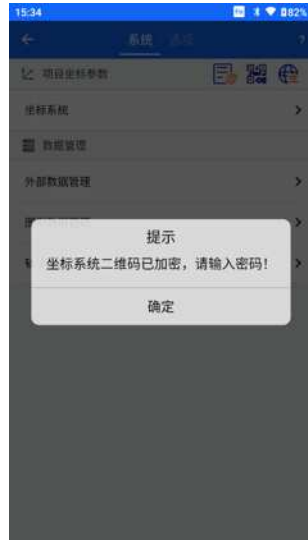 15:34
82%
系统
项目坐标参数
坐标系统
数据管理
外部数据管理
提示
坐标系统二维码已加密，请输入密码！
确定